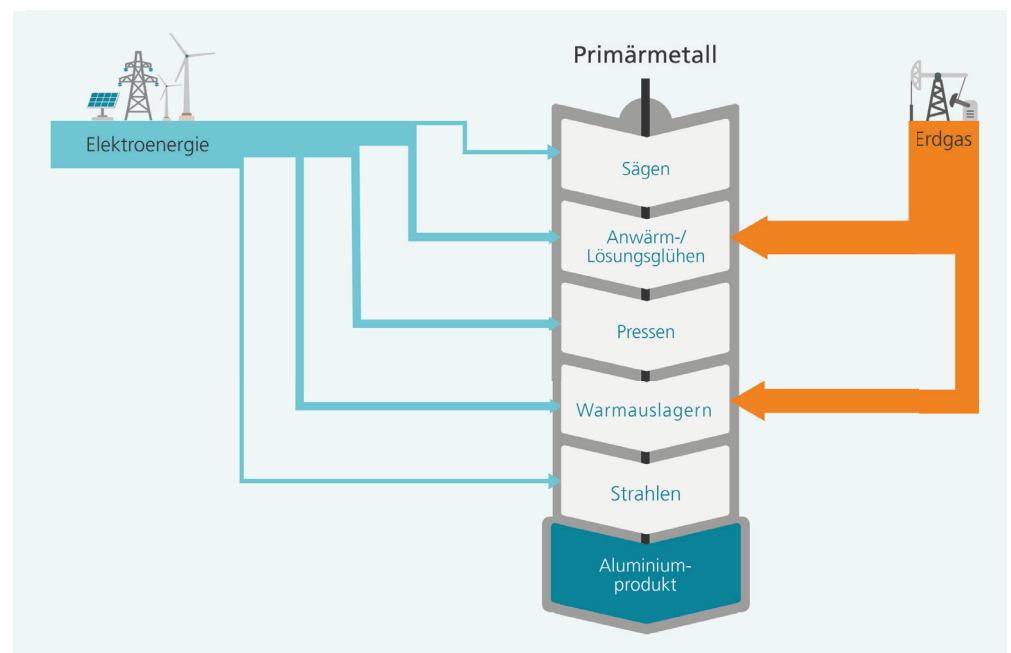 Primärmetall
Elektroenergie
Erdgas
Sägen
Anwärm-/
Lösungsglühen
Pressen
Warmauslagern
Strahlen
Aluminium-
produkt